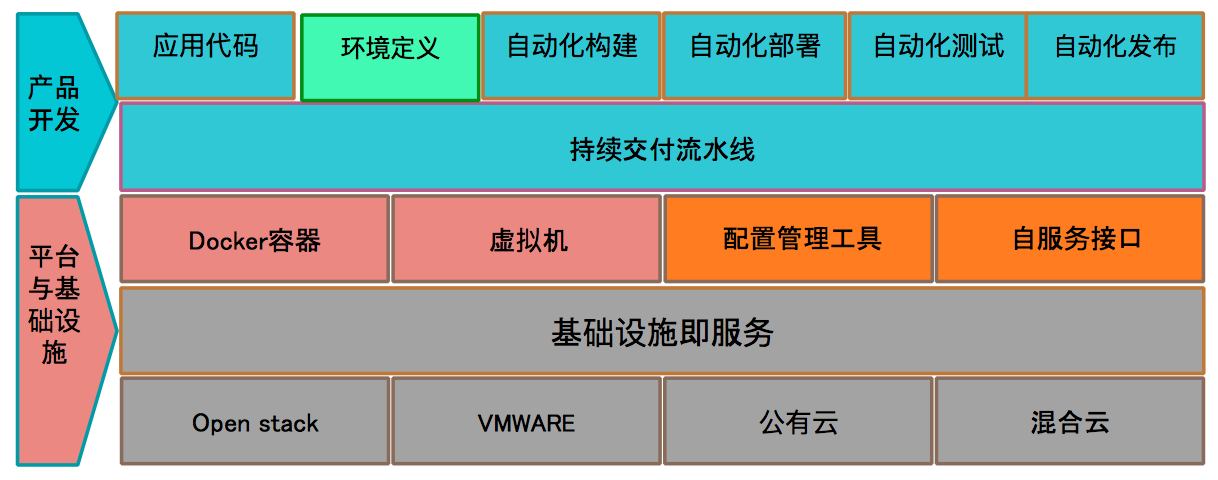 产品
开发
应用代码
环境定义
自动化构建
自动化部署
自动化测试
自动化发布
持续交付流水线
平台
与基
础设
施
Docker容器
虚拟机
配置管理工具
自服务接口
基础设施即服务
Open stack
VMWARE
公有云
混合云